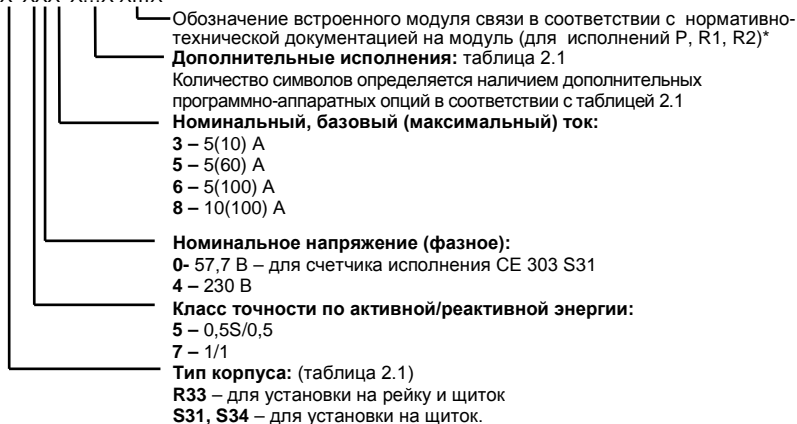 Обозначение встроенного модуля связи в соответствии с нормативно-
технической документацией на модуль (для исполнений P, R1, R2)*
Дополнительные исполнения: таблица 2.1
Количество символов определяется наличием дополнительных
программно-аппаратных опций в соответствии с таблицей 2.1
Номинальный, базовый (максимальный) ток:
3 – 5(10) А
5 – 5(60) А
6 – 5(100) А
8 – 10(100) А
Номинальное напряжение (фазное):
0- 57,7 В – для счетчика исполнения CE 303 S31
4 – 230 В
Класс точности по активной/реактивной энергии:
5 – 0,5S/0,5
7 – 1/1
Тип корпуса: (таблица 2.1)
R33 – для установки на рейку и щиток
S31, S34 – для установки на щиток.